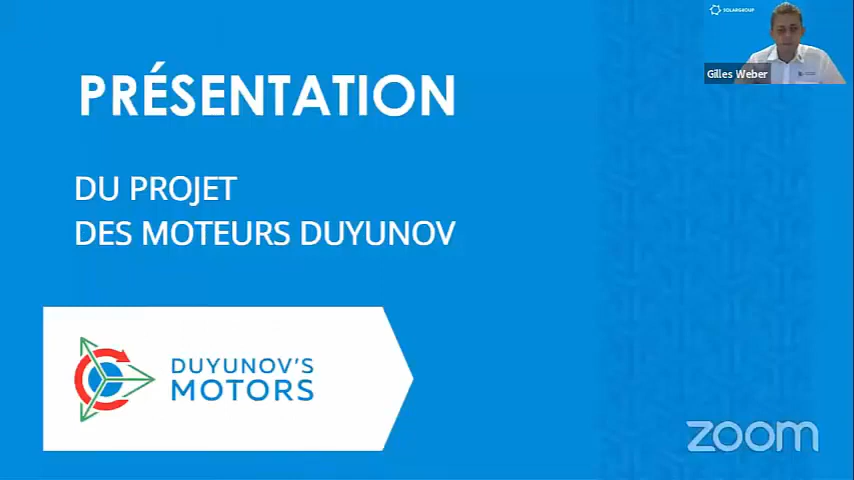 SOLARGROUP
Gilles Weber
PRÉSENTATION
DU PROJET
DES MOTEURS DUYUNOV
DUYUNOV'S
MOTORS
zoom